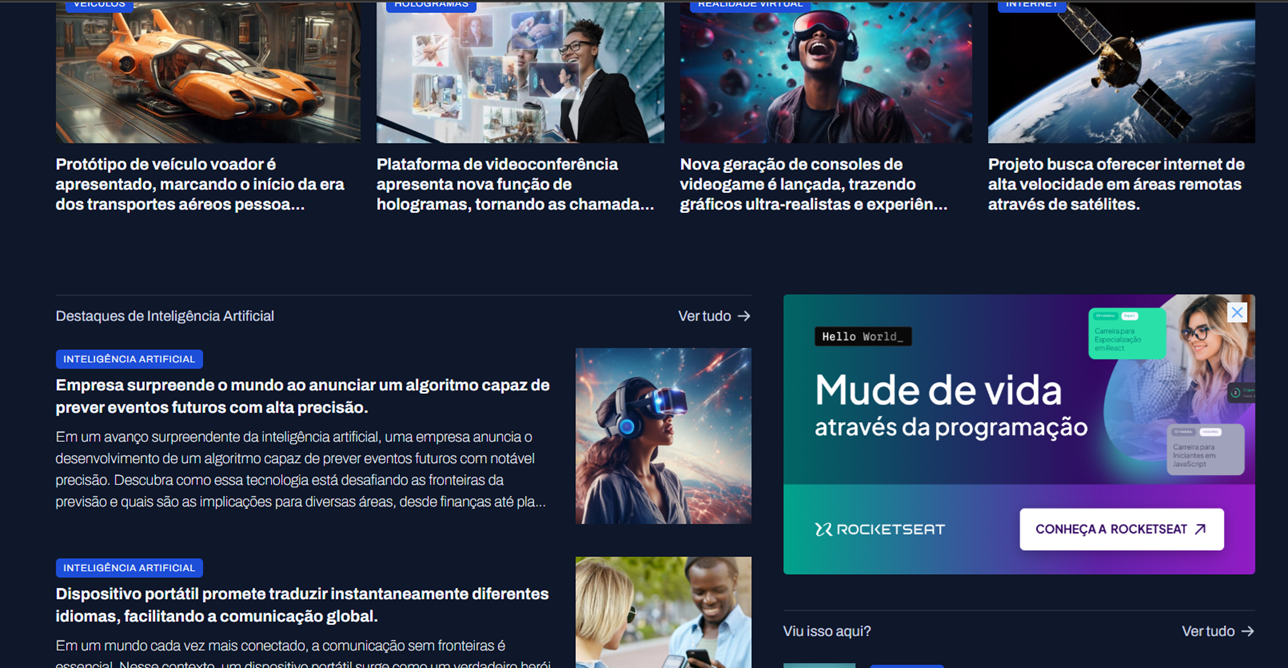 VEÍCULOS
HOLOGRAMAS
REALIDADE VIRTUAL
INTERNET
Protótipo de veículo voador é
apresentado, marcando o início da era
dos transportes aéreos pessoa...
Plataforma de videoconferência
apresenta nova função de
hologramas, tornando as chamada...
Nova geração de consoles de
videogame é lançada, trazendo
gráficos ultra-realistas e experiên...
Projeto busca oferecer internet de
alta velocidade em áreas remotas
através de satélites.
Destaques de Inteligência Artificial
Ver tudo
INTELIGÊNCIA ARTIFICIAL
Empresa surpreende o mundo ao anunciar um algoritmo capaz de
prever eventos futuros com alta precisão.
Em um avanço surpreendente da inteligência artificial, uma empresa anuncia o
desenvolvimento de um algoritmo capaz de prever eventos futuros com notável
precisão. Descubra como essa tecnologia está desafiando as fronteiras da
previsão e quais são as implicações para diversas áreas, desde finanças até pla...
INTELIGÊNCIA ARTIFICIAL
Dispositivo portátil promete traduzir instantaneamente diferentes
idiomas, facilitando a comunicação global.
Em um mundo cada vez mais conectado, a comunicação sem fronteiras é
essencial. Nesse contexto, um dispositivo portátil surge como um verdadeiro herói
Hello World_
Carreira para
Especialização
em React
Mude de vida
através da programação
Carreira para
Iniciantes em
JavaScript
ROCKETSEAT
CONHEÇA A ROCKETSEAT
Viu isso aqui?
Ver tudo